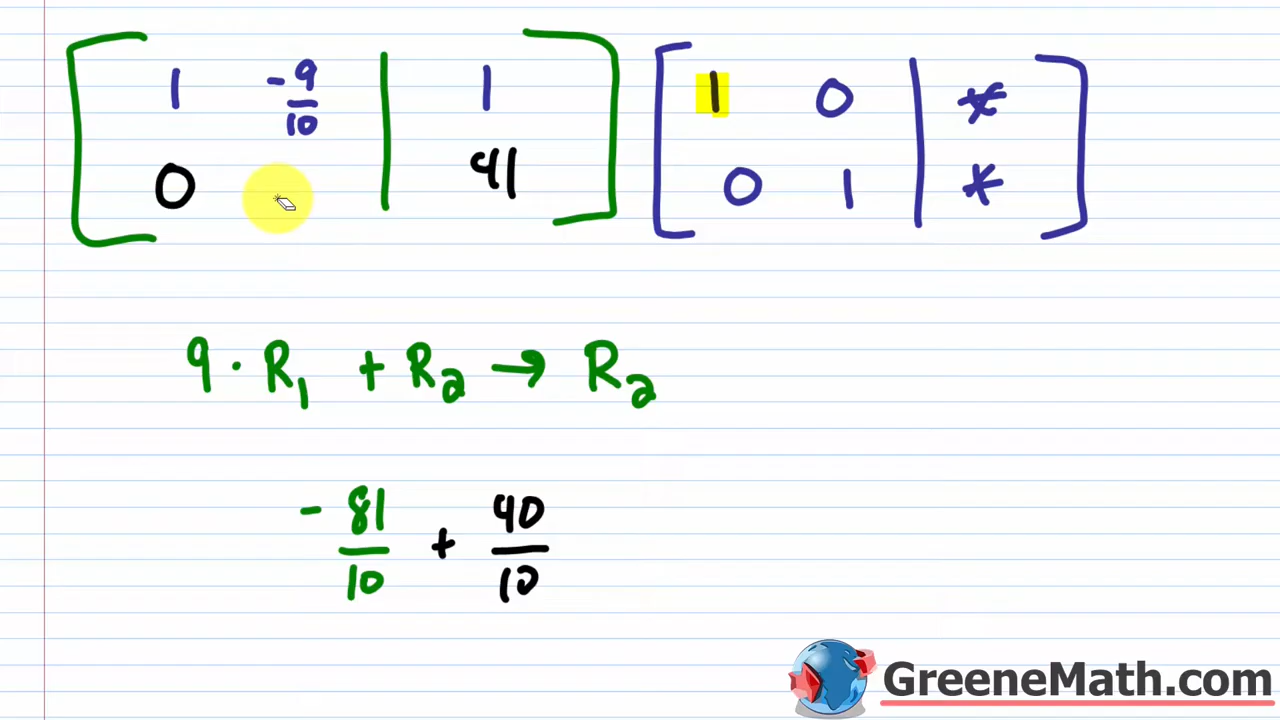 1 -9/10 | 1 1 0 | *
0 | 41 0 1 | *
9 · R₁ + R₂ → R₂
- 81/10 + 40/10
GreeneMath.com